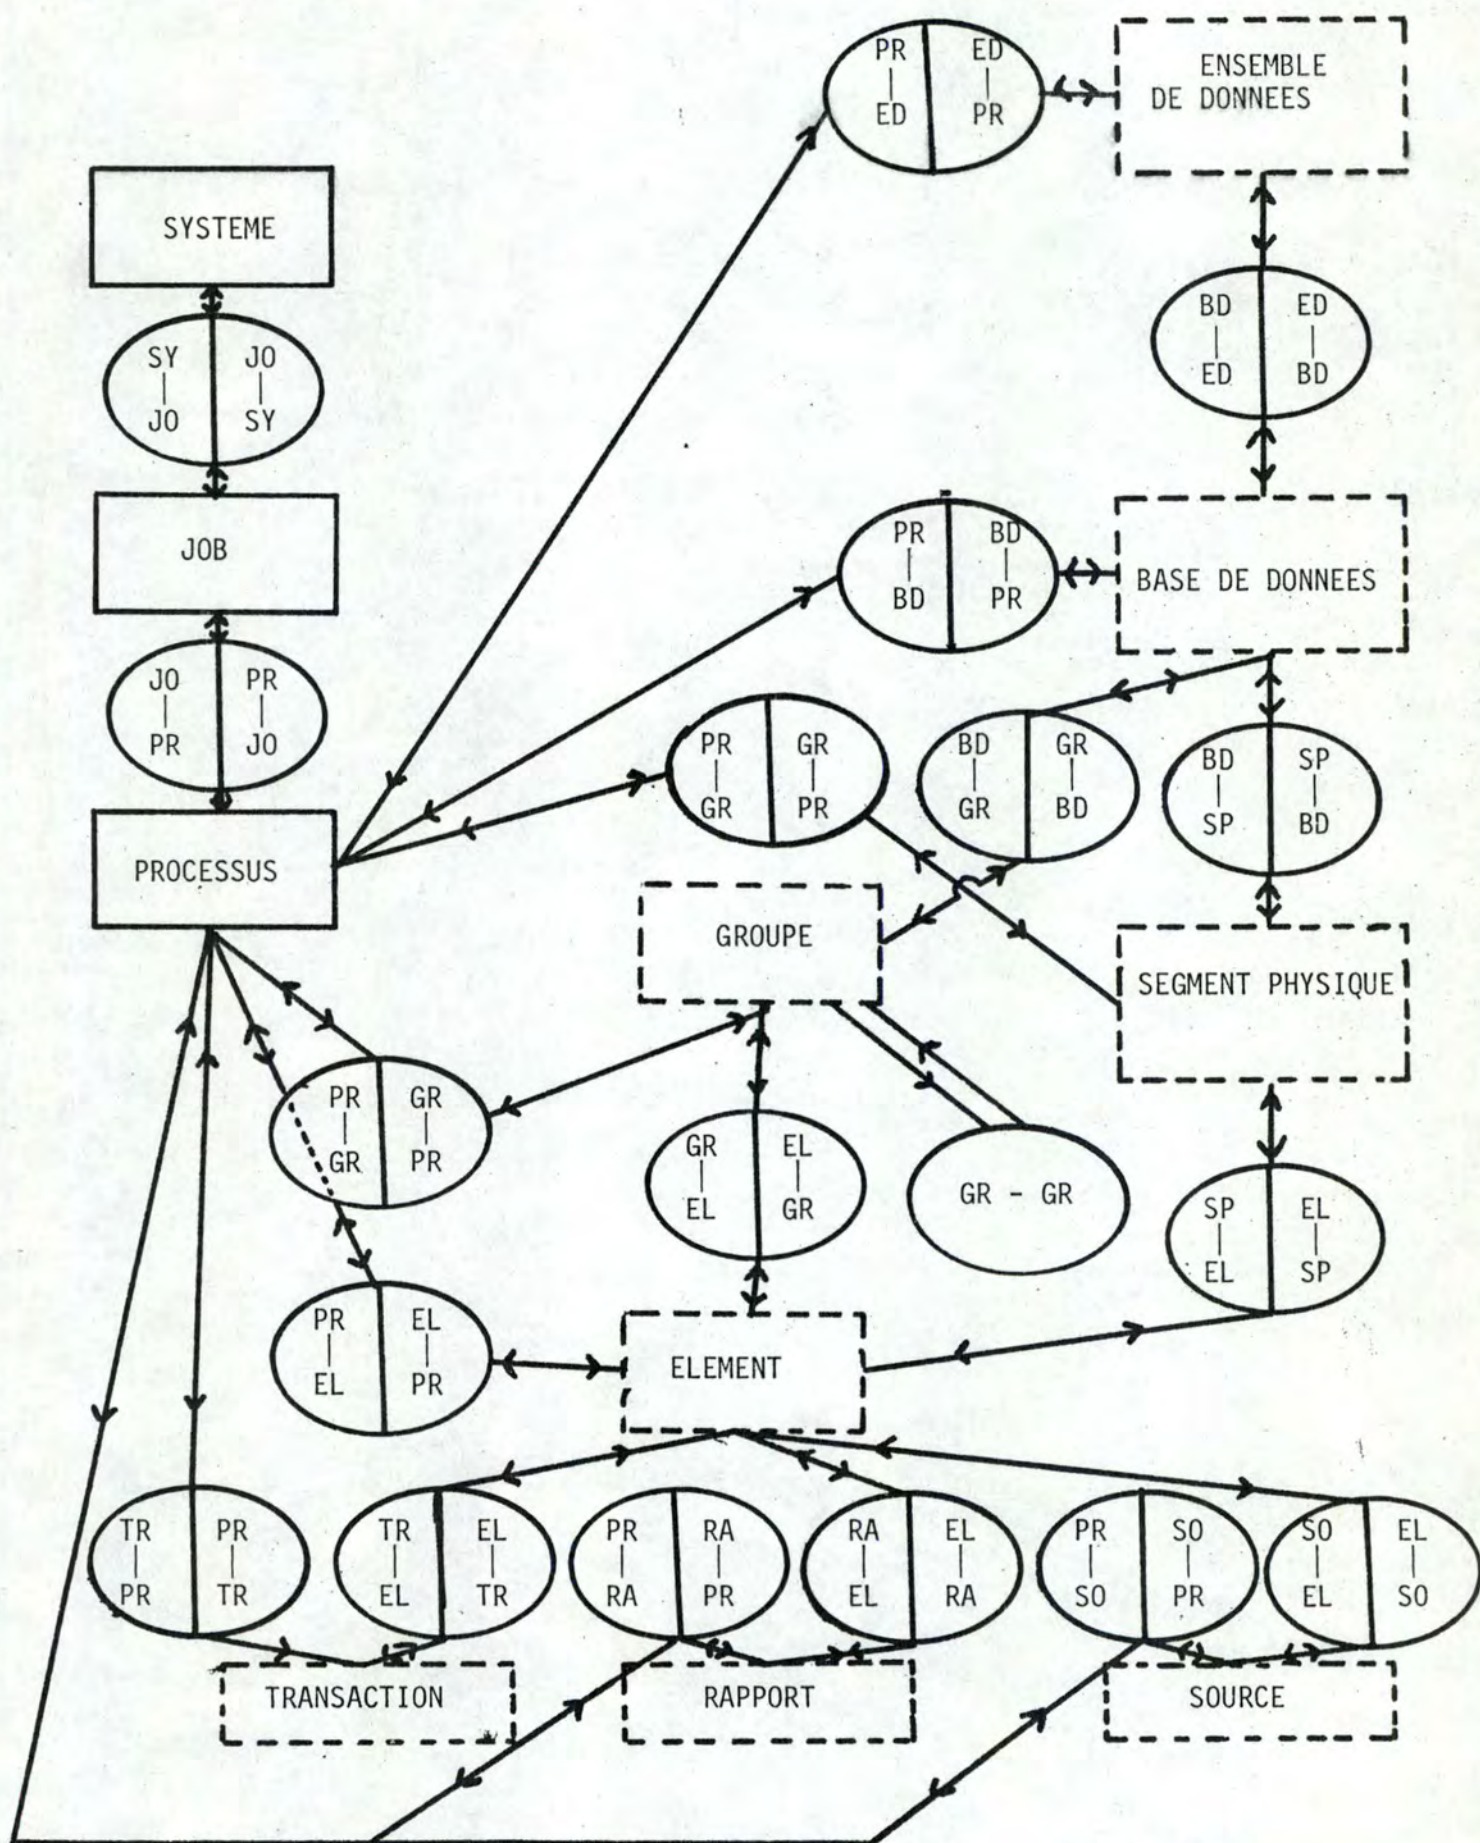 PR ED
ED PR
ENSEMBLE
DE DONNEES
SYSTEME
BD ED
ED BD
SY JO
JO SY
JOB
PR BD
BD PR
BASE DE DONNEES
JO PR
PR JO
PR GR
GR PR
BD GR
GR BD
BD SP
SP BD
PROCESSUS
GROUPE
SEGMENT PHYSIQUE
PR GR
GR PR
GR EL
EL GR
GR - GR
SP EL
EL SP
PR EL
EL PR
ELEMENT
TR PR
PR TR
TR EL
EL TR
PR RA
RA PR
RA EL
EL RA
PR SO
SO PR
SO EL
EL SO
TRANSACTION
RAPPORT
SOURCE